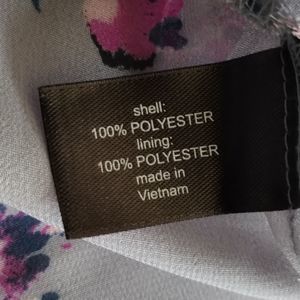 shell:
100% POLYESTER
lining:
100% POLYESTER
made in
Vietnam